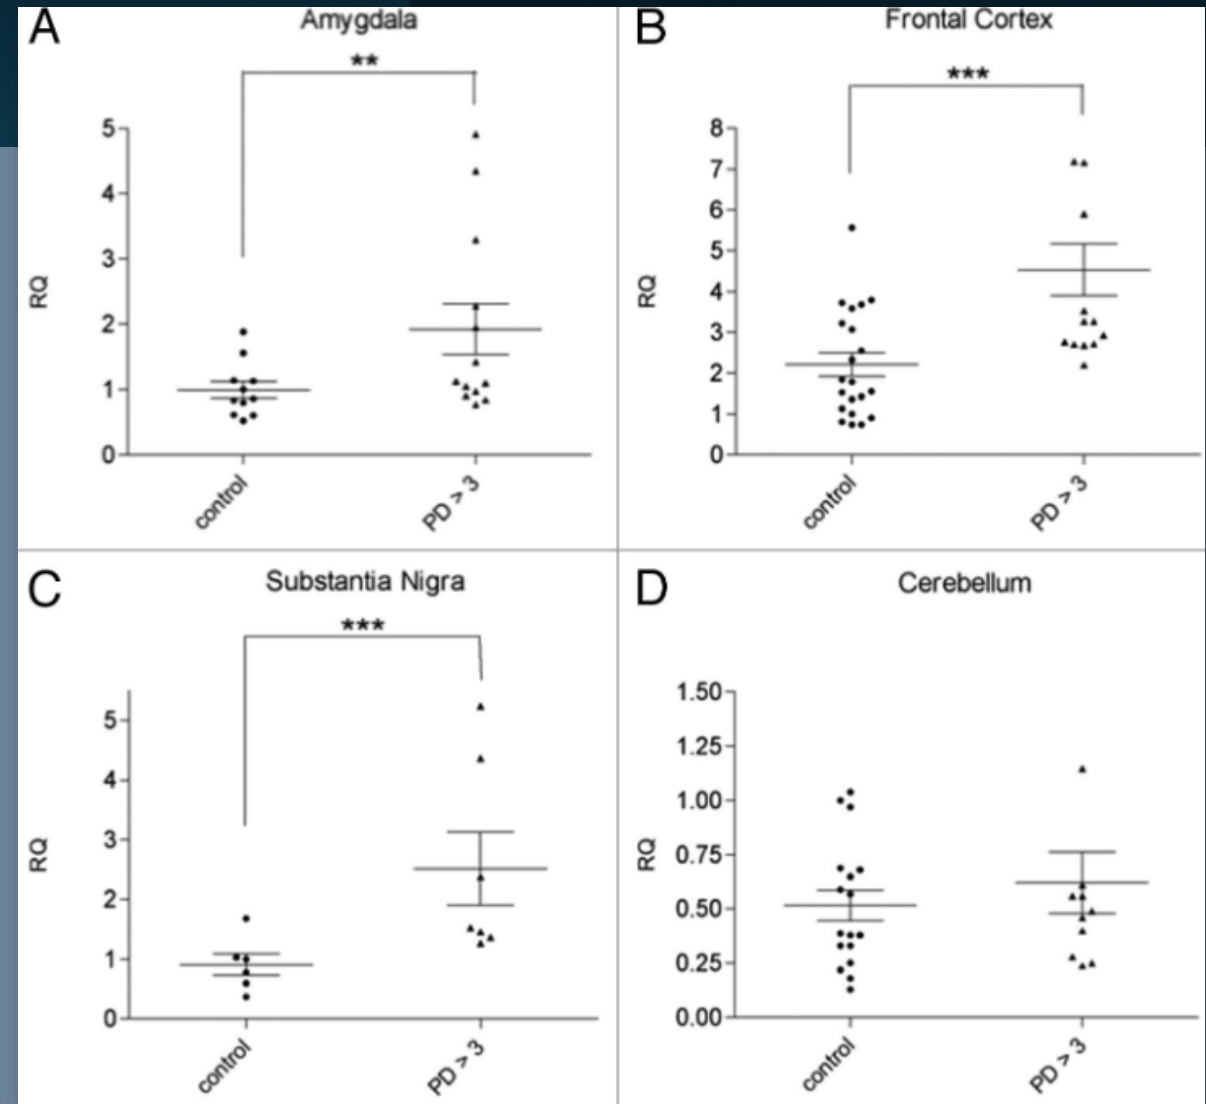 A
Amygdala
**
RQ
5
4
3
2
1
0
control
PD > 3
B
Frontal Cortex
***
RQ
8
7
6
5
4
3
2
1
0
control
PD > 3
C
Substantia Nigra
***
RQ
5
4
3
2
1
0
control
PD > 3
D
Cerebellum
RQ
1.50
1.25
1.00
0.75
0.50
0.25
0.00
control
PD > 3